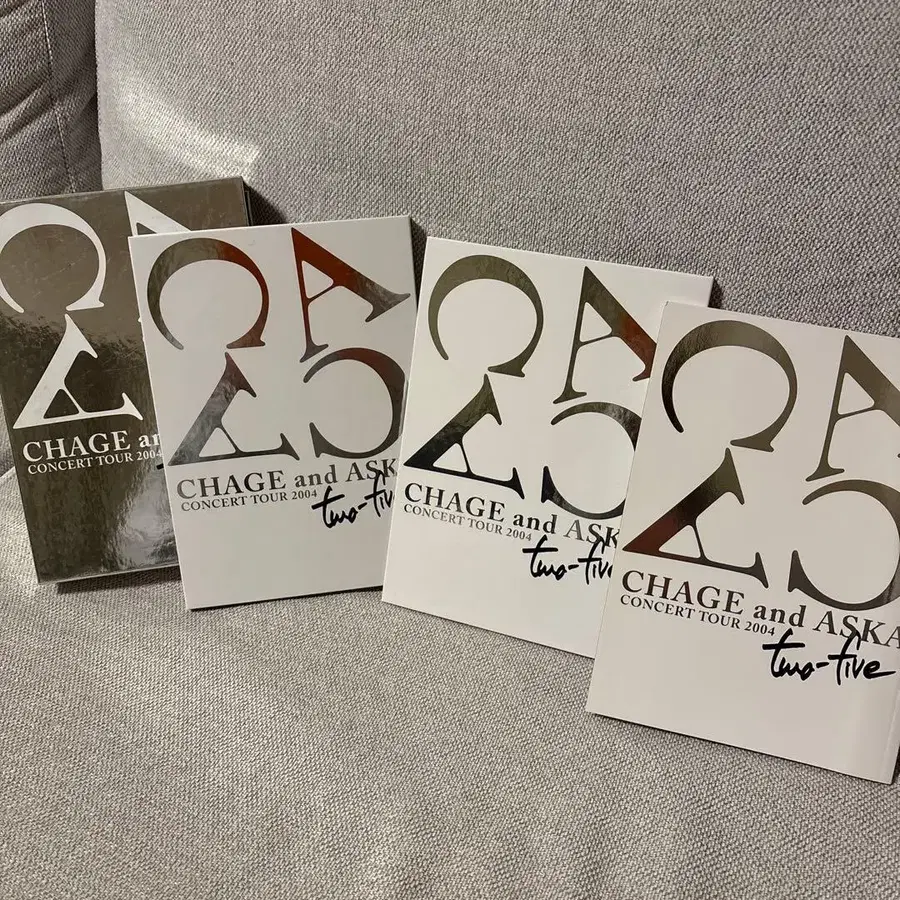 CHAGE an
CONCERT TOUR 2004
CHAGE and ASKA
CONCERT TOUR 2004
two-five
CHAGE and ASK
CONCERT TOUR 2004
two-five
CHAGE and ASKA
CONCERT TOUR 2004
two-five